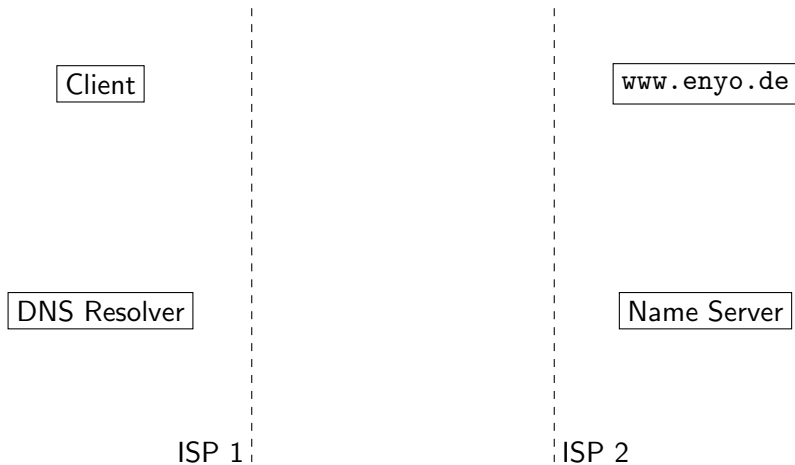 Client
www.enyo.de
DNS Resolver
Name Server
ISP 1
ISP 2